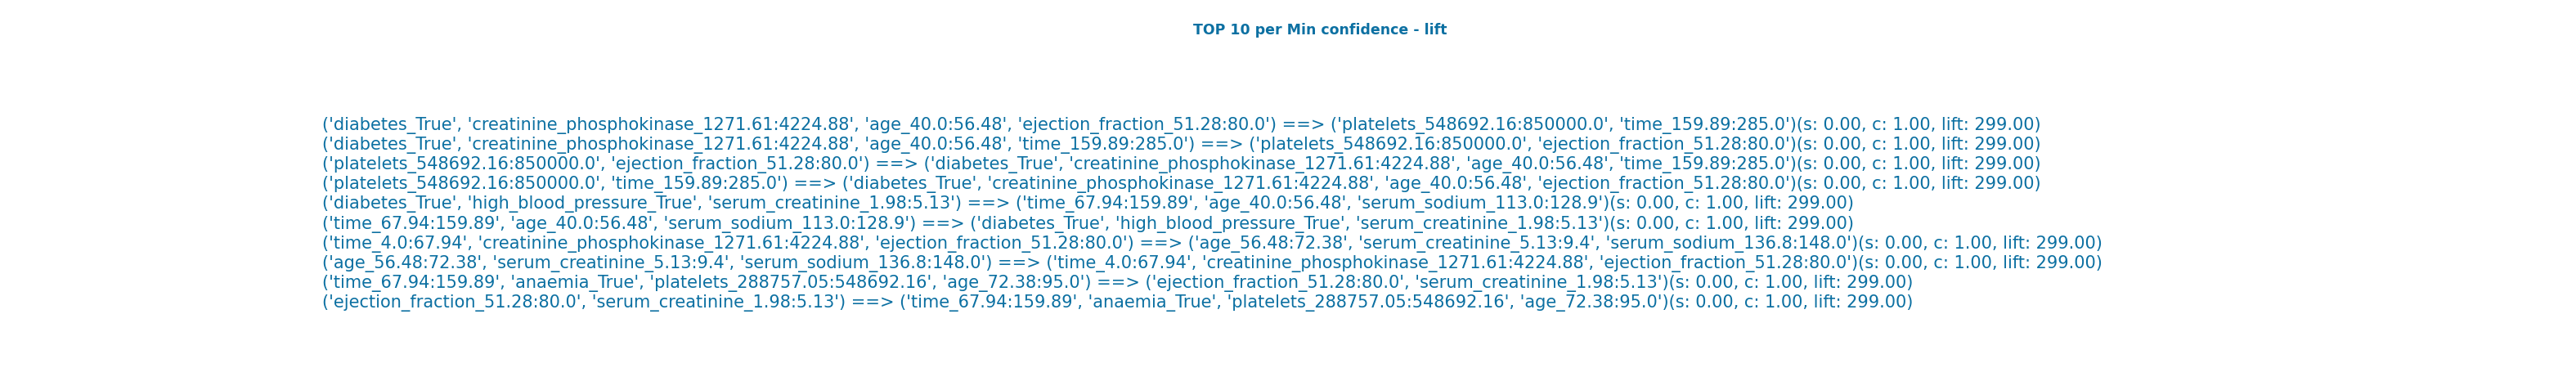 TOP 10 per Min confidence - lift
('diabetes_True', 'creatinine_phosphokinase_1271.61:4224.88', 'age_40.0:56.48', 'ejection_fraction_51.28:80.0') ==> ('platelets_548692.16:850000.0', 'time_159.89:285.0')(s: 0.00, c: 1.00, lift: 299.00)
('diabetes_True', 'creatinine_phosphokinase_1271.61:4224.88', 'age_40.0:56.48', 'time_159.89:285.0') ==> ('platelets_548692.16:850000.0', 'ejection_fraction_51.28:80.0')(s: 0.00, c: 1.00, lift: 299.00)
('platelets_548692.16:850000.0', 'ejection_fraction_51.28:80.0') ==> ('diabetes_True', 'creatinine_phosphokinase_1271.61:4224.88', 'age_40.0:56.48', 'time_159.89:285.0')(s: 0.00, c: 1.00, lift: 299.00)
('platelets_548692.16:850000.0', 'time_159.89:285.0') ==> ('diabetes_True', 'creatinine_phosphokinase_1271.61:4224.88', 'age_40.0:56.48', 'ejection_fraction_51.28:80.0')(s: 0.00, c: 1.00, lift: 299.00)
('diabetes_True', 'high_blood_pressure_True', 'serum_creatinine_1.98:5.13') ==> ('time_67.94:159.89', 'age_40.0:56.48', 'serum_sodium_113.0:128.9')(s: 0.00, c: 1.00, lift: 299.00)
('time_67.94:159.89', 'age_40.0:56.48', 'serum_sodium_113.0:128.9') ==> ('diabetes_True', 'high_blood_pressure_True', 'serum_creatinine_1.98:5.13')(s: 0.00, c: 1.00, lift: 299.00)
('time_4.0:67.94', 'creatinine_phosphokinase_1271.61:4224.88', 'ejection_fraction_51.28:80.0') ==> ('age_56.48:72.38', 'serum_creatinine_5.13:9.4', 'serum_sodium_136.8:148.0')(s: 0.00, c: 1.00, lift: 299.00)
('age_56.48:72.38', 'serum_creatinine_5.13:9.4', 'serum_sodium_136.8:148.0') ==> ('time_4.0:67.94', 'creatinine_phosphokinase_1271.61:4224.88', 'ejection_fraction_51.28:80.0')(s: 0.00, c: 1.00, lift: 299.00)
('time_67.94:159.89', 'anaemia_True', 'platelets_288757.05:548692.16', 'age_72.38:95.0') ==> ('ejection_fraction_51.28:80.0', 'serum_creatinine_1.98:5.13')(s: 0.00, c: 1.00, lift: 299.00)
('ejection_fraction_51.28:80.0', 'serum_creatinine_1.98:5.13') ==> ('time_67.94:159.89', 'anaemia_True', 'platelets_288757.05:548692.16', 'age_72.38:95.0')(s: 0.00, c: 1.00, lift: 299.00)